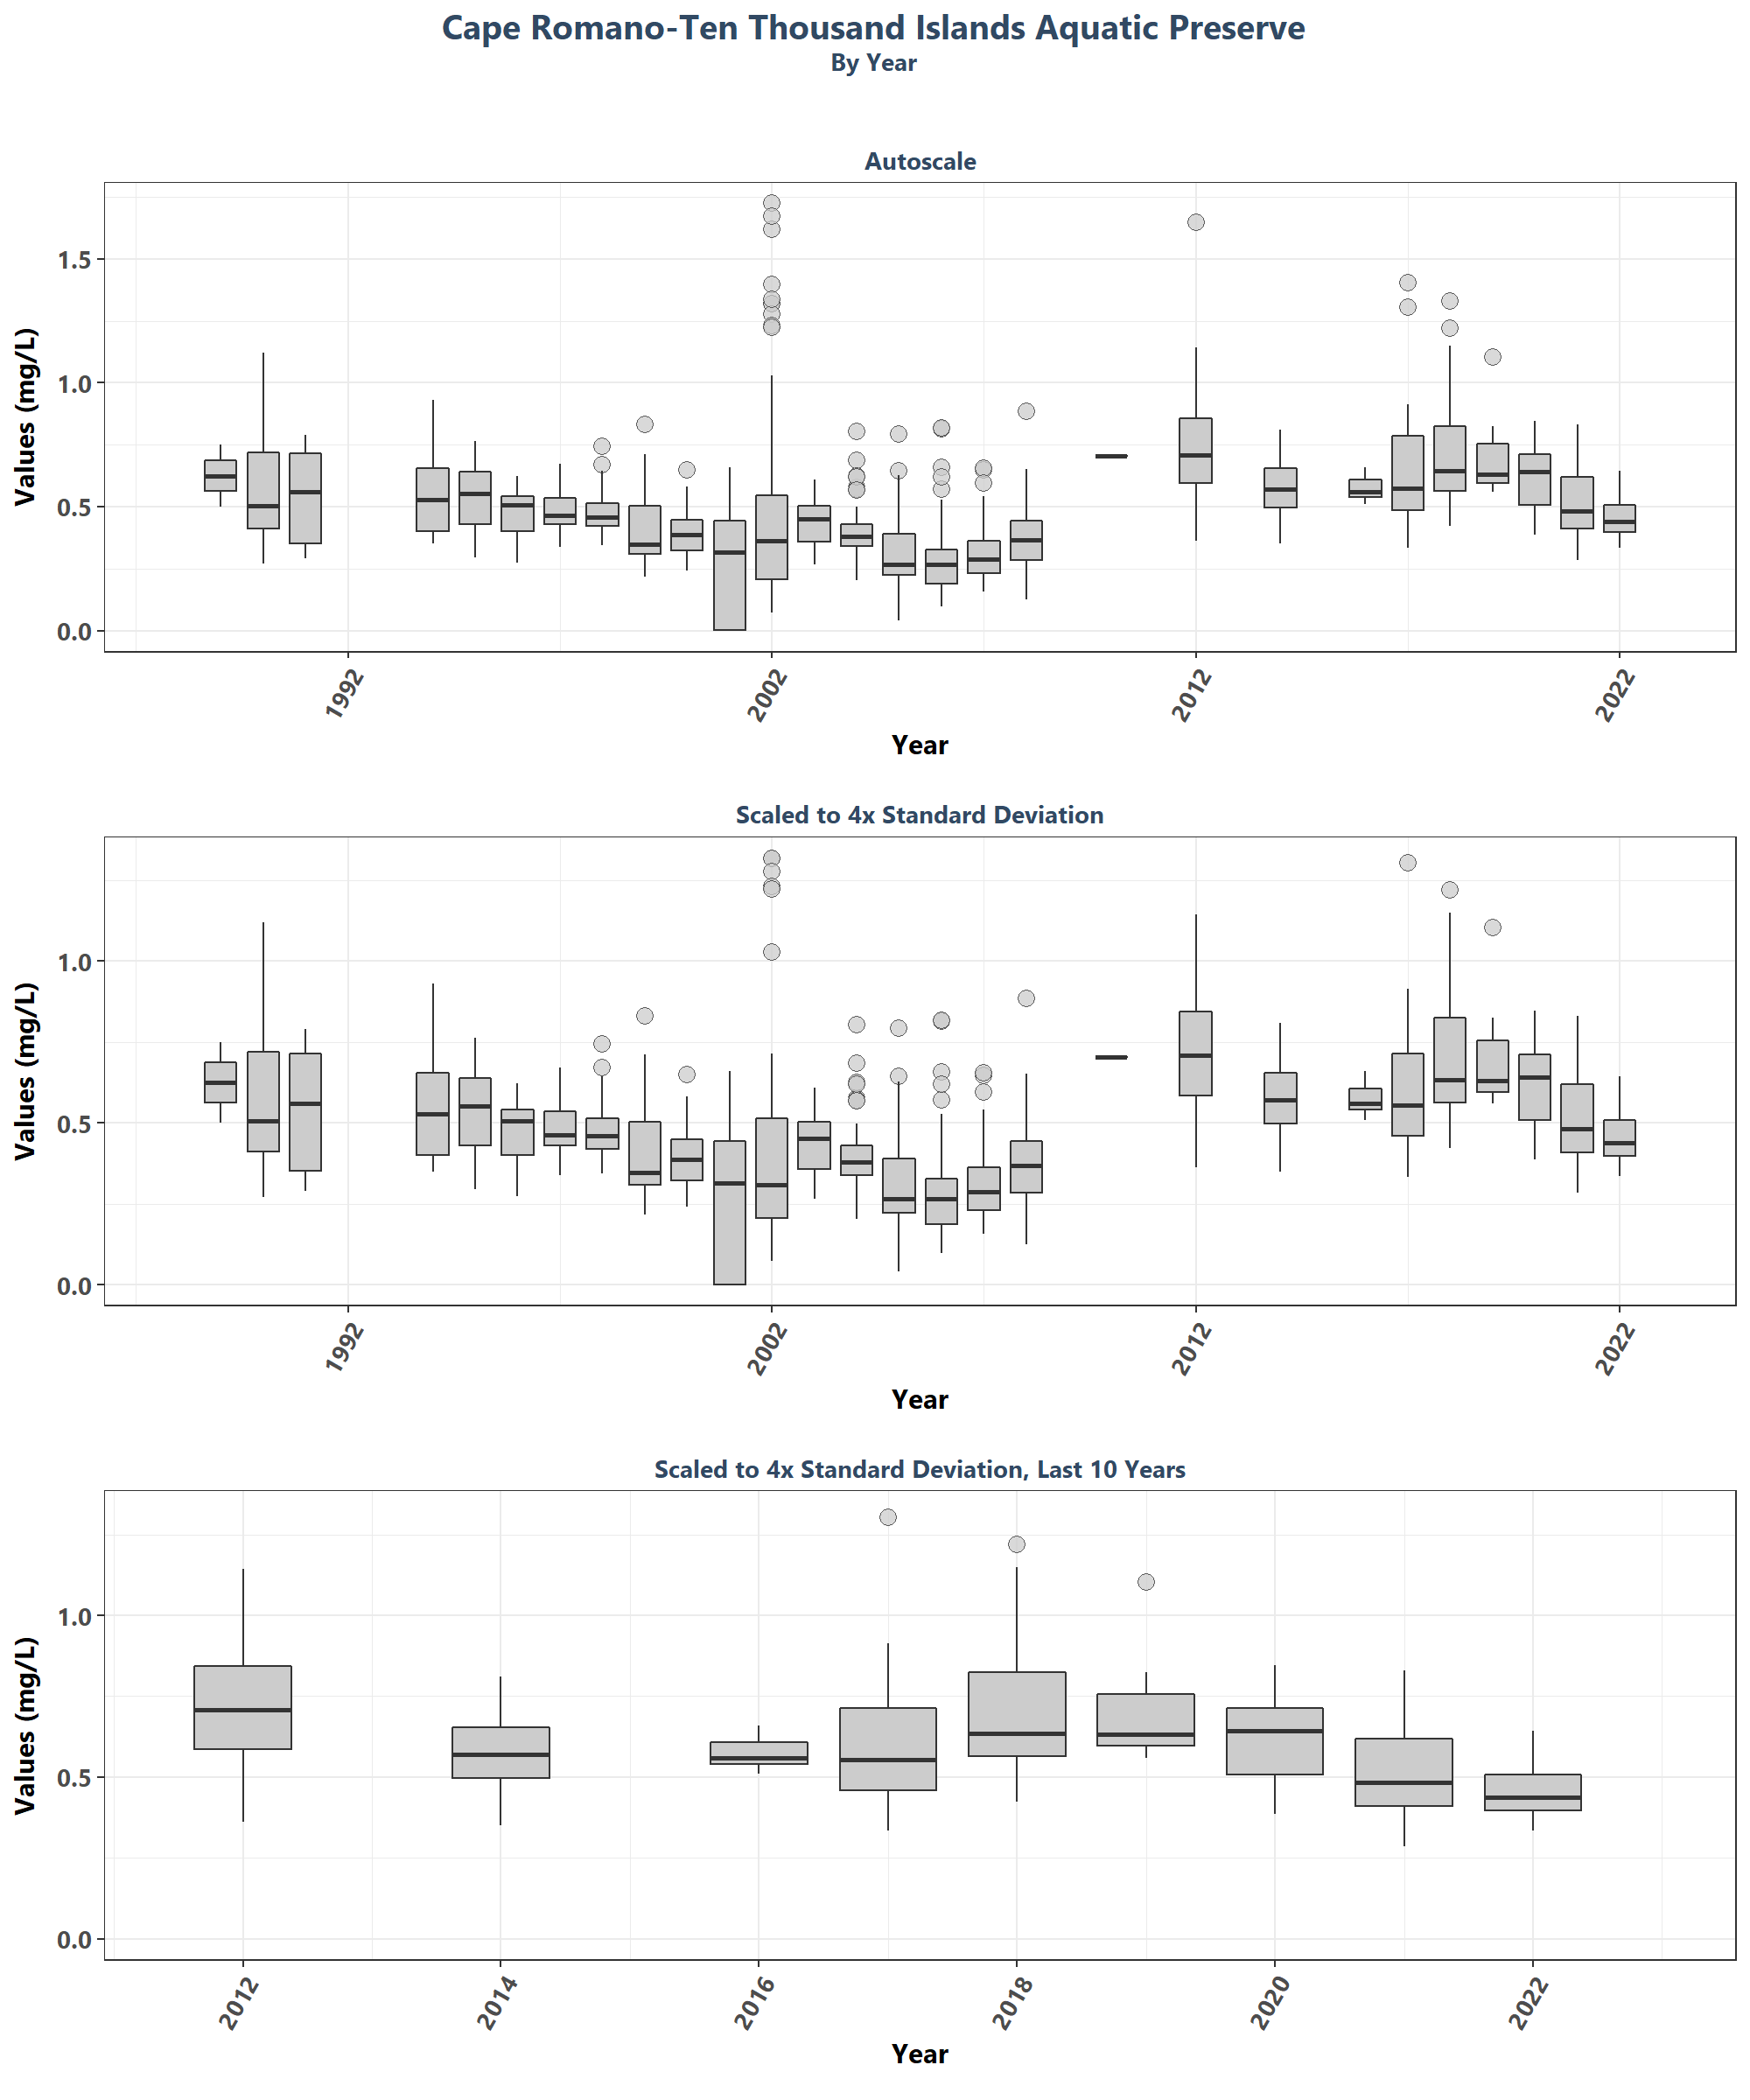 Cape Romano-Ten Thousand Islands Aquatic Preserve
By Year
Autoscale
Values (mg/L)
1.5
1.0
0.5
0.0
1992
2002
2012
2022
Year
Scaled to 4x Standard Deviation
Values (mg/L)
1.0
0.5
0.0
1992
2002
2012
2022
Year
Scaled to 4x Standard Deviation, Last 10 Years
Values (mg/L)
1.0
0.5
0.0
2012
2014
2016
2018
2020
2022
Year